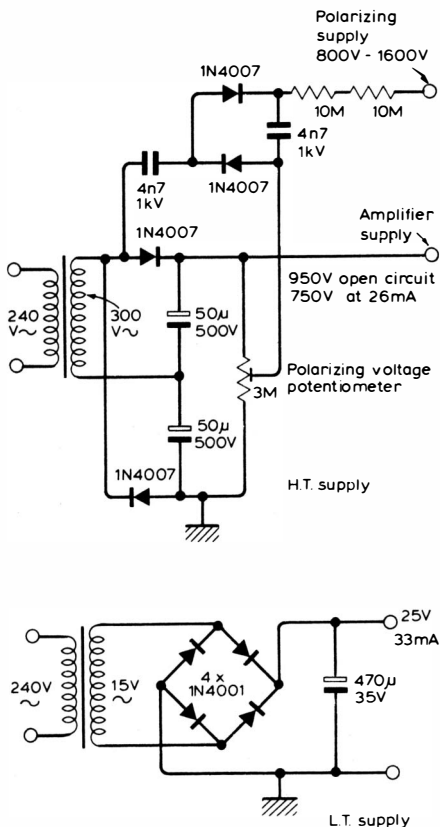 Polarizing
supply
800V - 1600V
1N4007
10M
10M
4n7
1kV
4n7
1kV
1N4007
1N4007
Amplifier
supply
950V open circuit
750V at 26mA
240
V~
300
V~
50μ
500V
Polarizing voltage
potentiometer
3M
50μ
500V
1N4007
H.T. supply
25V
33mA
240V
~
15V
~
4 x
1N4001
470μ
35V
L.T. supply